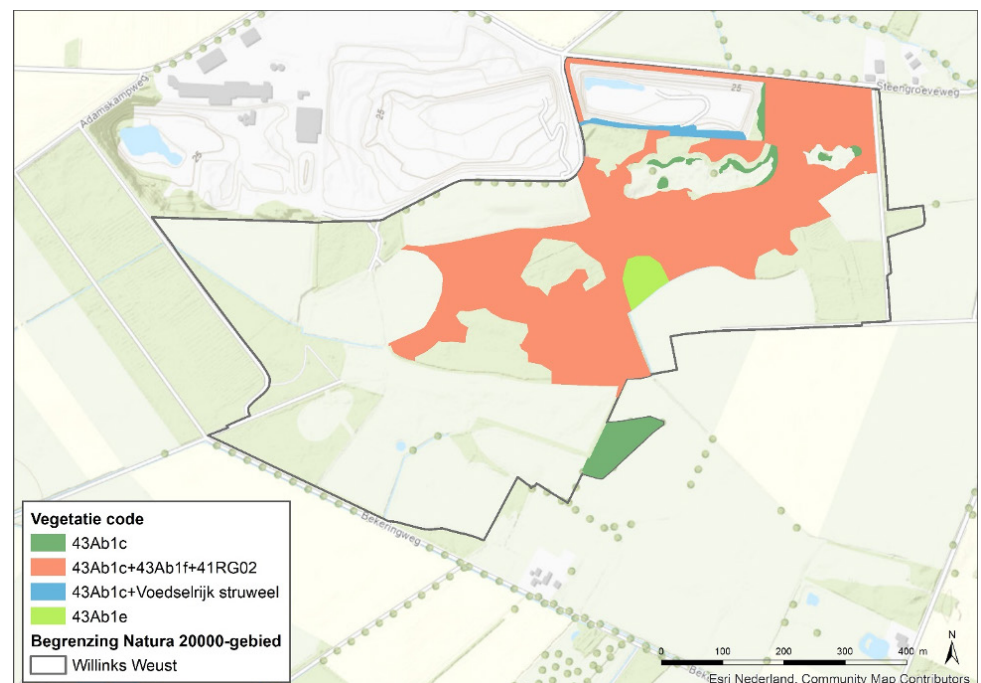 Adamskampweg
Steengroeveweg
25
25
25
Bekeringweg
Vegetatie code
43Ab1c
43Ab1c+43Ab1f+41RG02
43Ab1c+Voedselrijk struweel
43Ab1e
Begrenzing Natura 20000-gebied
Willinks Weust
N
0 100 200 300 400 m
Esri Nederland, Community Map Contributors